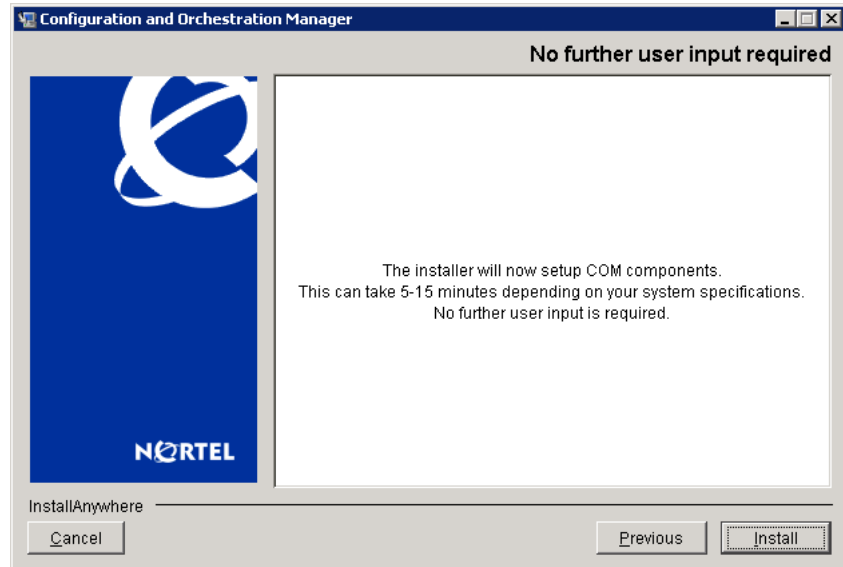 Configuration and Orchestration Manager
No further user input required
The installer will now setup COM components.
This can take 5-15 minutes depending on your system specifications.
No further user input is required.
NORTEL
InstallAnywhere
Cancel
Previous
Install